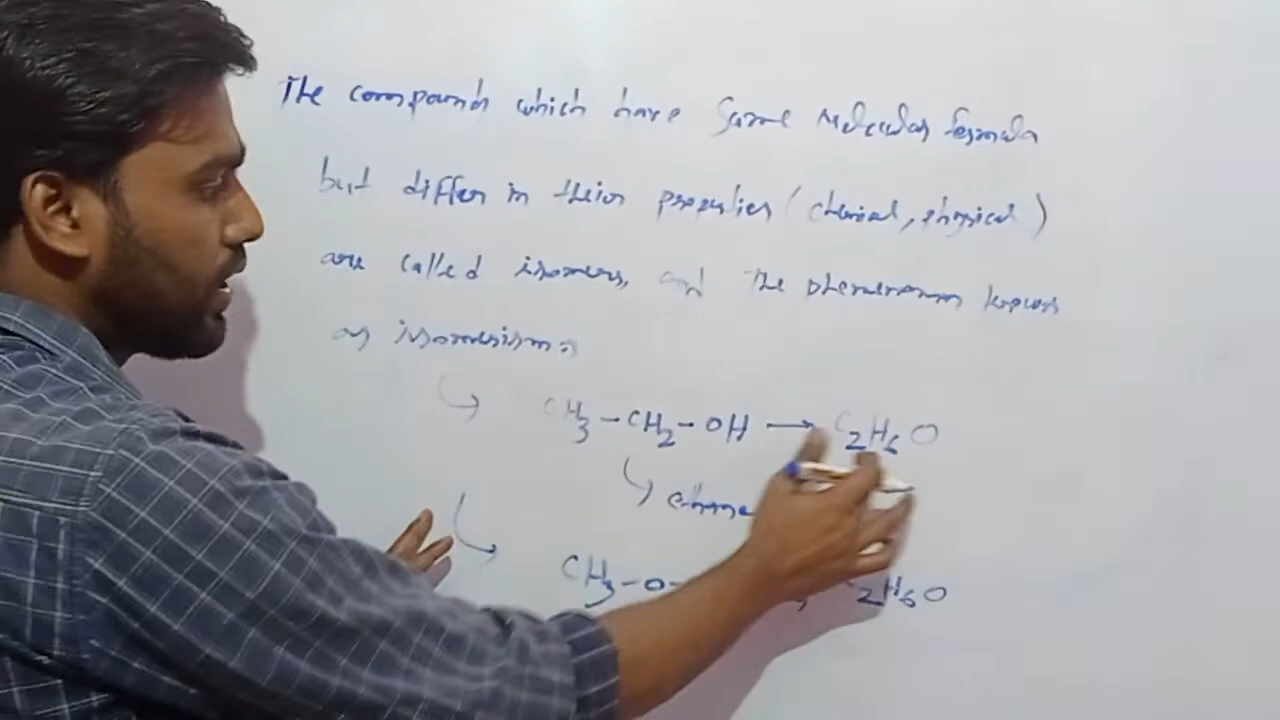 The compounds which have Same Molecular formula
but differ in their properties (chemical, physical)
are called isomers, and the phenomenon known
as isomerism:
CH3-CH2-OH → C2H6O
CH3-O-
2H6O